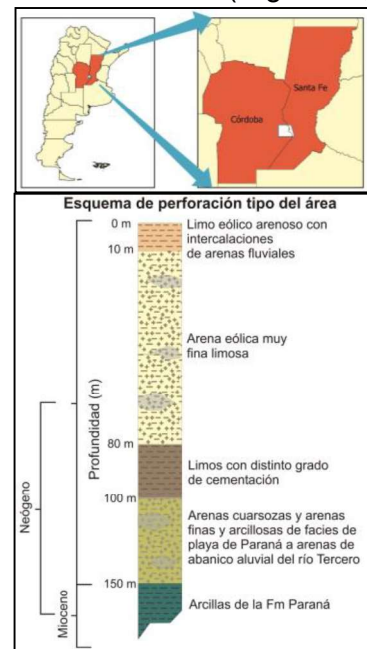 Santa Fe
Córdoba
Esquema de perforación tipo del área
0 m
Limo eólico arenoso con
intercalaciones
10 m
de arenas fluviales
Arena eólica muy
fina limosa
Profundidad (m)
Neógeno
80 m
Limos con distinto grado
de cementación
100 m
Arenas cuarsozas y arenas
finas y arcillosas de facies de
playa de Paraná a arenas de
abanico aluvial del río Tercero
150 m
Mioceno
Arcillas de la Fm Paraná